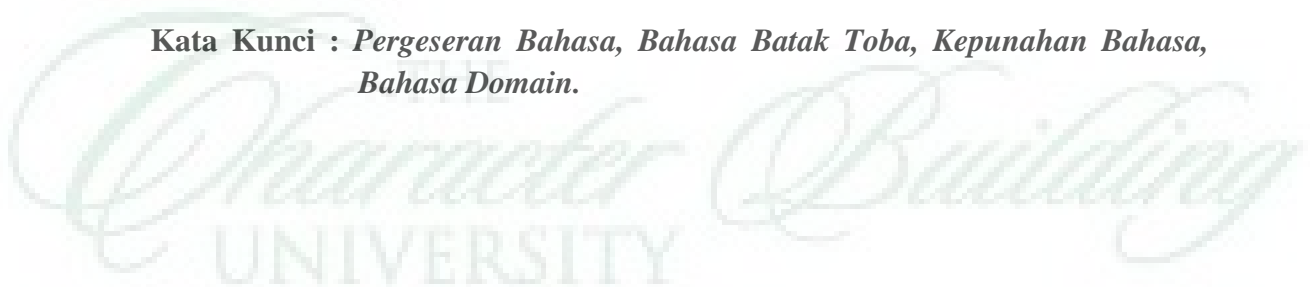 Kata Kunci : Pergeseran Bahasa, Bahasa Batak Toba, Kepunahan Bahasa,
Bahasa Domain.
THE
Character Building
UNIVERSITY